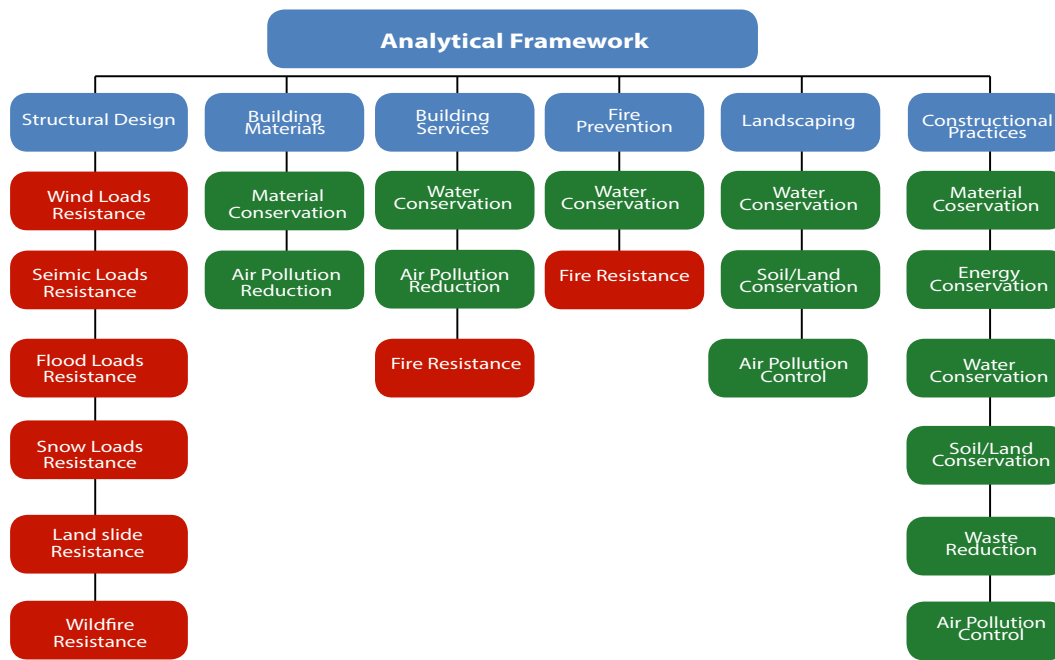 Analytical Framework
Structural Design
Building
Materials
Building
Services
Fire
Prevention
Landscaping
Constructional
Practices
Wind Loads
Resistance
Seimic Loads
Resistance
Flood Loads
Resistance
Snow Loads
Resistance
Land slide
Resistance
Wildfire
Resistance
Material
Conservation
Air Pollution
Reduction
Water
Conservation
Air Pollution
Reduction
Fire Resistance
Water
Conservation
Fire Resistance
Water
Conservation
Soil/Land
Conservation
Air Pollution
Control
Material
Coservation
Energy
Conservation
Water
Conservation
Soil/Land
Conservation
Waste
Reduction
Air Pollution
Control